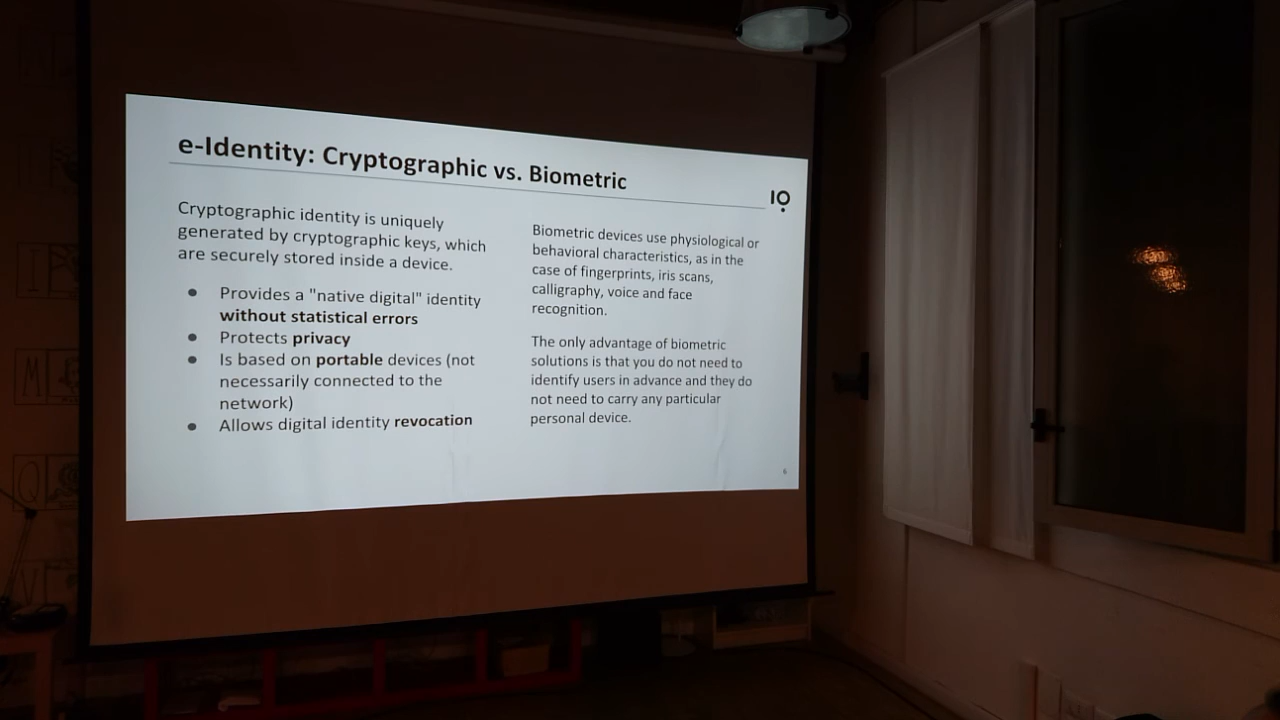 e-Identity: Cryptographic vs. Biometric
IQ
Cryptographic identity is uniquely
generated by cryptographic keys, which
are securely stored inside a device.
● Provides a "native digital" identity
without statistical errors
● Protects privacy
● Is based on portable devices (not
necessarily connected to the
network)
● Allows digital identity revocation
Biometric devices use physiological or
behavioral characteristics, as in the
case of fingerprints, iris scans,
calligraphy, voice and face
recognition.
The only advantage of biometric
solutions is that you do not need to
identify users in advance and they do
not need to carry any particular
personal device.
6